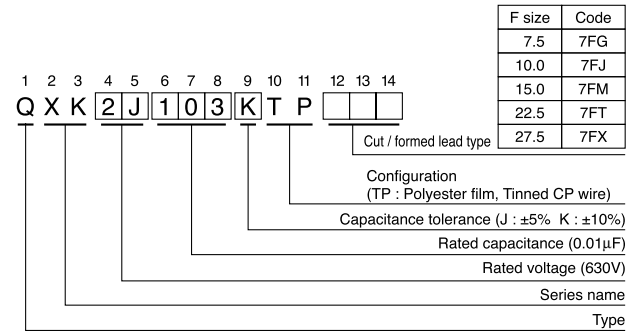 F size Code
7.5 7FG
10.0 7FJ
15.0 7FM
22.5 7FT
27.5 7FX
1 2 3 4 5 6 7 8 9 10 11 12 13 14
Q X K 2 J 1 0 3 K T P
Cut / formed lead type
Configuration
(TP : Polyester film, Tinned CP wire)
Capacitance tolerance (J : ±5% K : ±10%)
Rated capacitance (0.01μF)
Rated voltage (630V)
Series name
Type